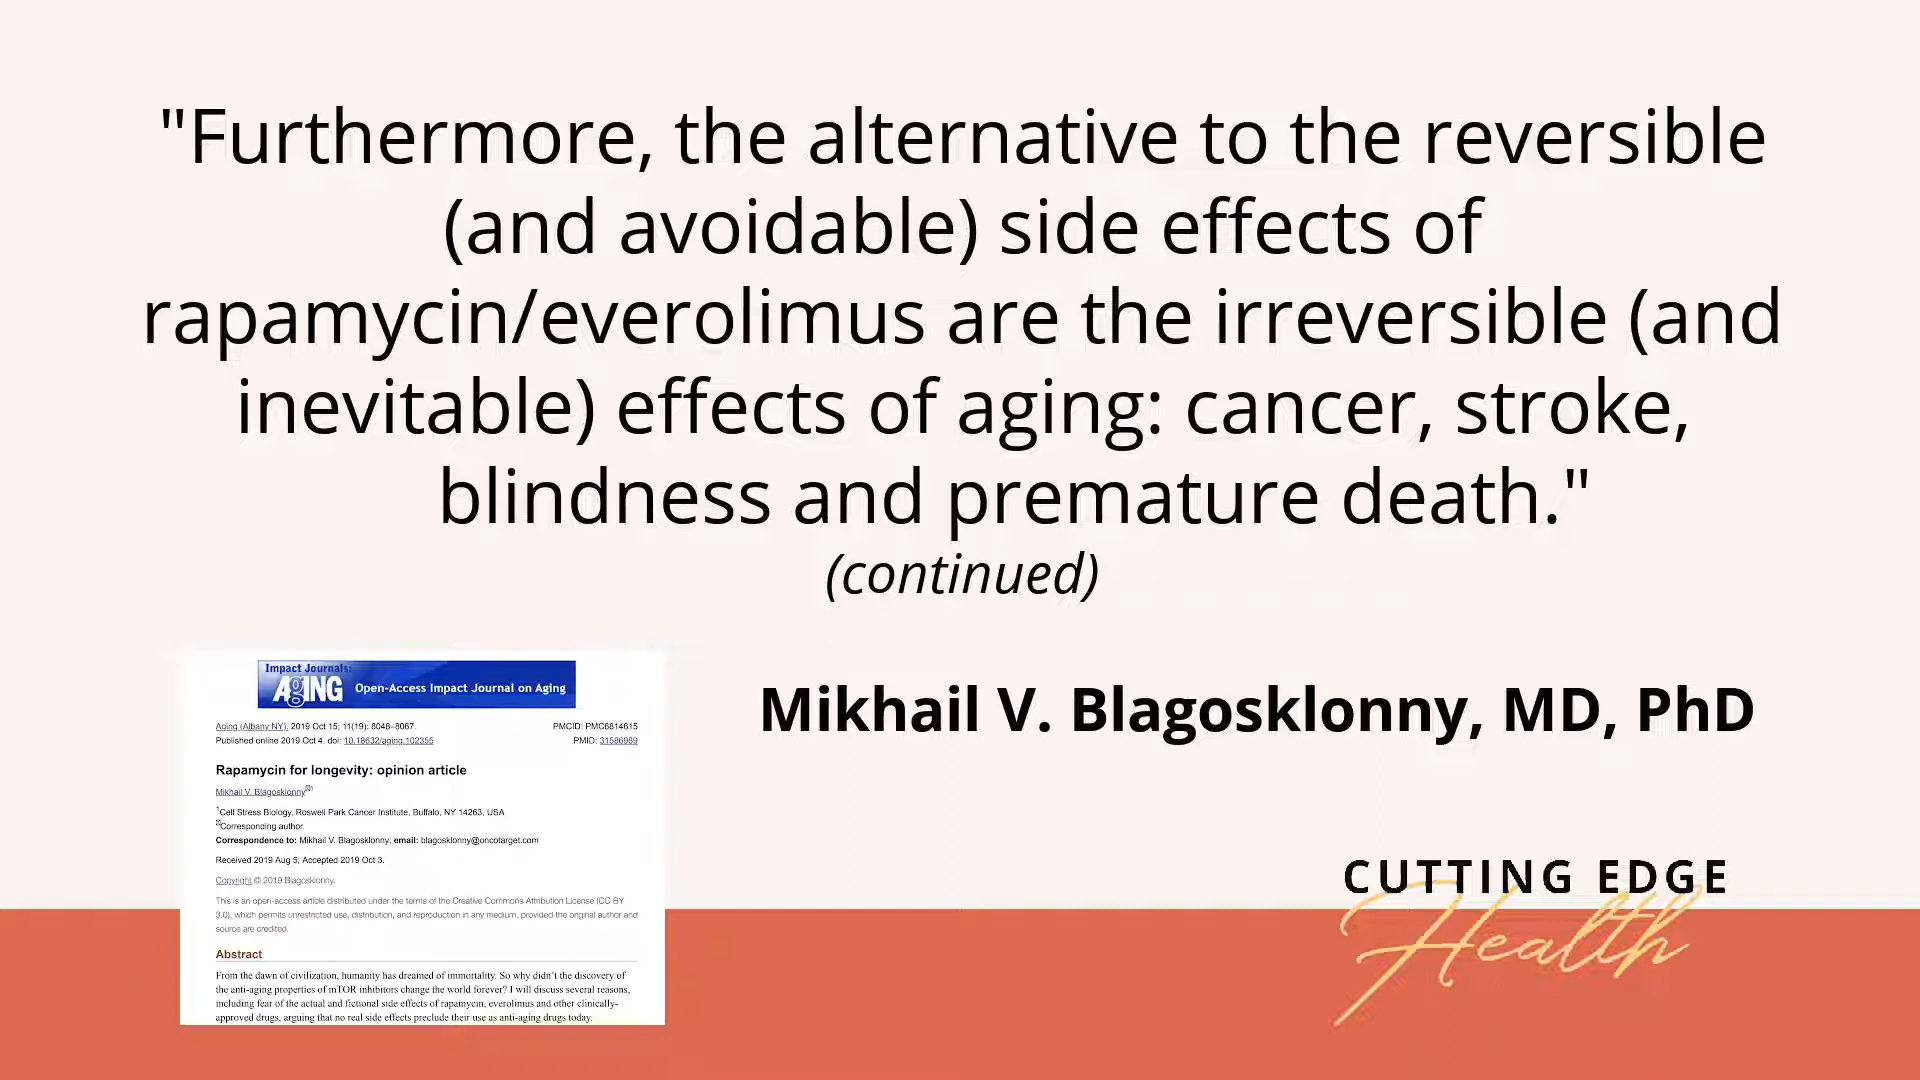 "Furthermore, the alternative to the reversible
(and avoidable) side effects of
rapamycin/everolimus are the irreversible (and
inevitable) effects of aging: cancer, stroke,
blindness and premature death."
(continued)
Impact Journals:
AgING Open-Access Impact Journal on Aging
Aging (Albany NY), 2019 Oct 15; 11(19): 8048–8067. PMCID: PMC6814615
Published online 2019 Oct 4. doi: 10.18632/aging.102355 PMID: 31586989
Rapamycin for longevity: opinion article
Mikhail V. Blagosklonny
1Cell Stress Biology, Roswell Park Cancer Institute, Buffalo, NY 14263, USA
Corresponding author.
Correspondence to: Mikhail V. Blagosklonny; email: blagosklonny@oncotarget.com
Received 2019 Aug 5; Accepted 2019 Oct 3.
Copyright © 2019 Blagosklonny.
This is an open-access article distributed under the terms of the Creative Commons Attribution License (CC BY
3.0), which permits unrestricted use, distribution, and reproduction in any medium, provided the original author and
source are credited.
Abstract
From the dawn of civilization, humanity has dreamed of immortality. So why didn't the discovery of
the anti-aging properties of mTOR inhibitors change the world forever? I will discuss several reasons,
including fear of the actual and fictional side effects of rapamycin, everolimus and other clinically-
approved drugs, arguing that no real side effects preclude their use as anti-aging drugs today.
Mikhail V. Blagosklonny, MD, PhD
CUTTING EDGE
Health